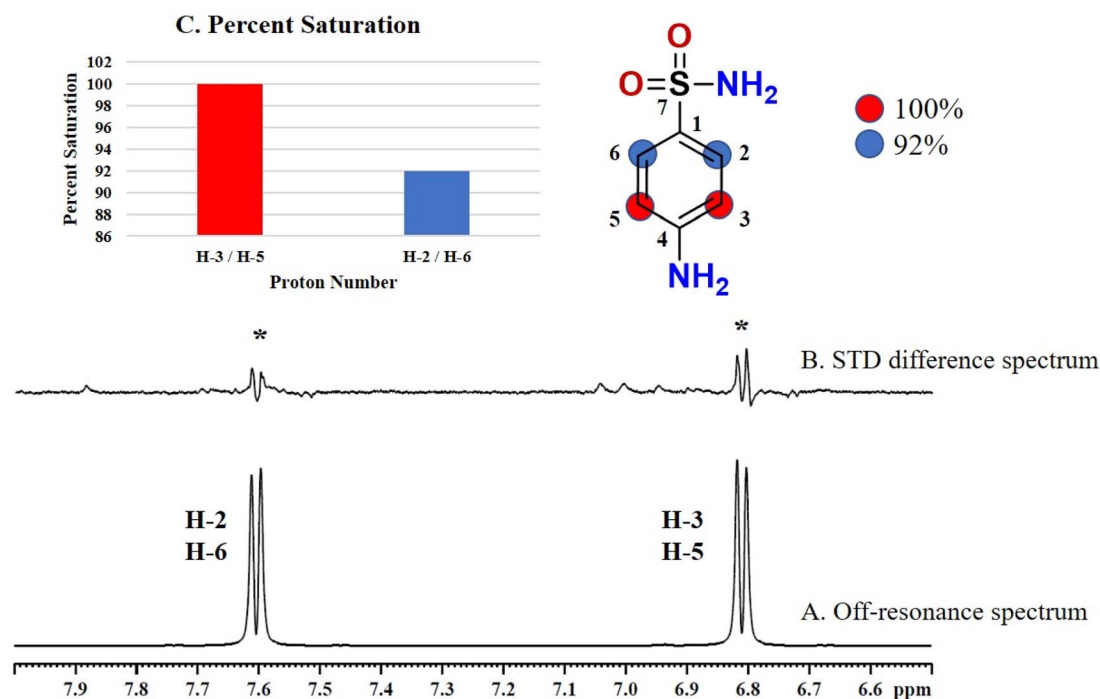 C. Percent Saturation
Percent Saturation
102
100
98
96
94
92
90
88
86
H-3 / H-5
H-2 / H-6
Proton Number
O
O=S-NH2
7
1
6
2
5
3
4
NH2
100%
92%
*
*
B. STD difference spectrum
H-2
H-6
H-3
H-5
A. Off-resonance spectrum
7.9 7.8 7.7 7.6 7.5 7.4 7.3 7.2 7.1 7.0 6.9 6.8 6.7 6.6 ppm